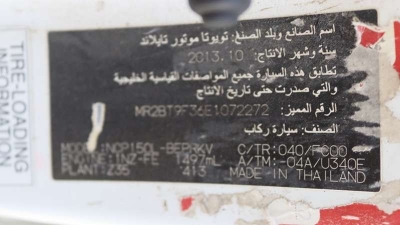 TIRE-LOADING
INFORMATION
اسم الصانع وبلد الصنع: تويوتا موتور تايلاند
سنة وشهر الإنتاج: 2013.10
تطابق هذه السيارة جميع المواصفات القياسية الخليجية
والتي صدرت حتى تاريخ الإنتاج
الرقم المميز: MR2BT9F36E1072272
الصنف: سيارة ركاب
MODEL:NCP150L-BEPRKV C/TR:040/FC00
ENGINE:1NZ-FE 1497mL A/TM:-04A/U340E
PLANT:Z35 413 MADE IN THAILAND